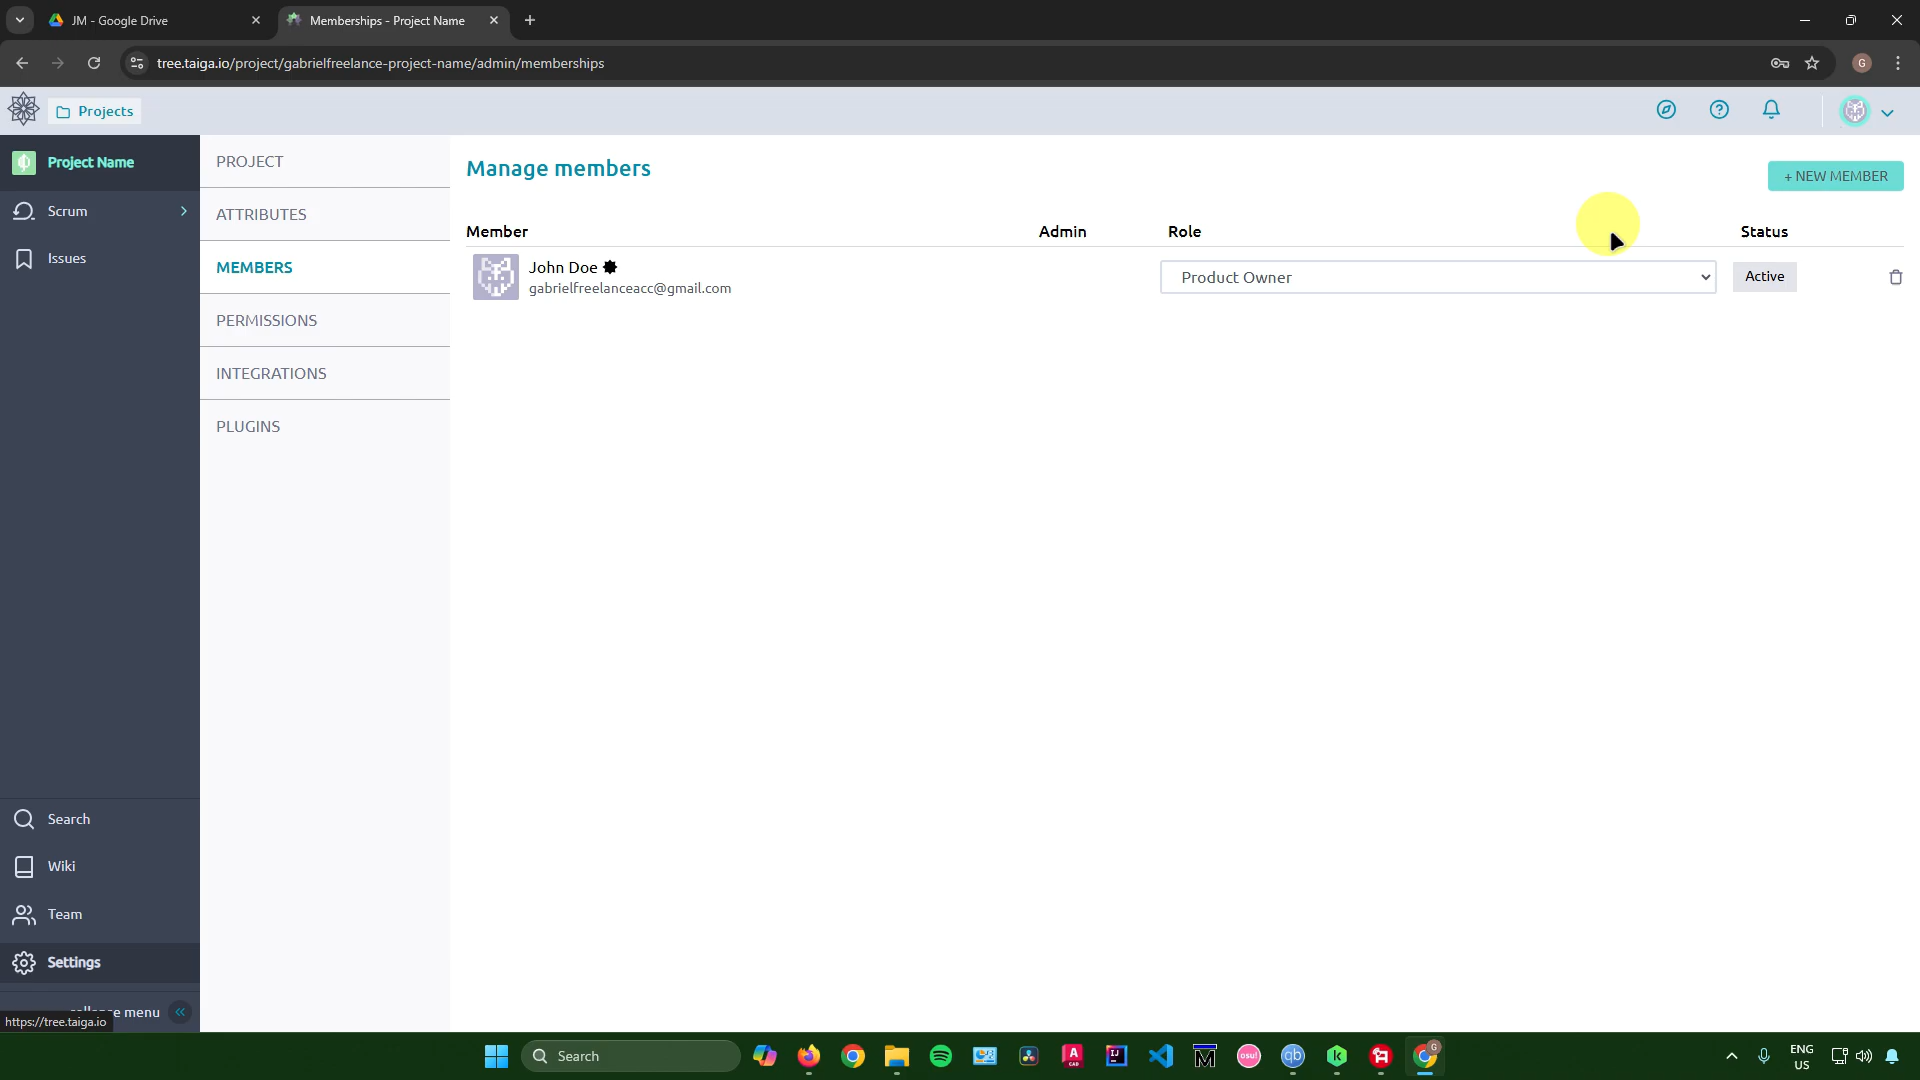 JM - Google Drive
Memberships - Project Name
tree.taiga.io/project/gabrielfreelance-project-name/admin/memberships
G
Projects
Project Name
Scrum
Issues
Search
Wiki
Team
Settings
PROJECT
ATTRIBUTES
MEMBERS
PERMISSIONS
INTEGRATIONS
PLUGINS
Manage members
+ NEW MEMBER
Member Admin Role Status
John Doe
gabrielfreelanceacc@gmail.com
Product Owner
Active
menu
https://tree.taiga.io
Search
osu!
qb
ENG
US